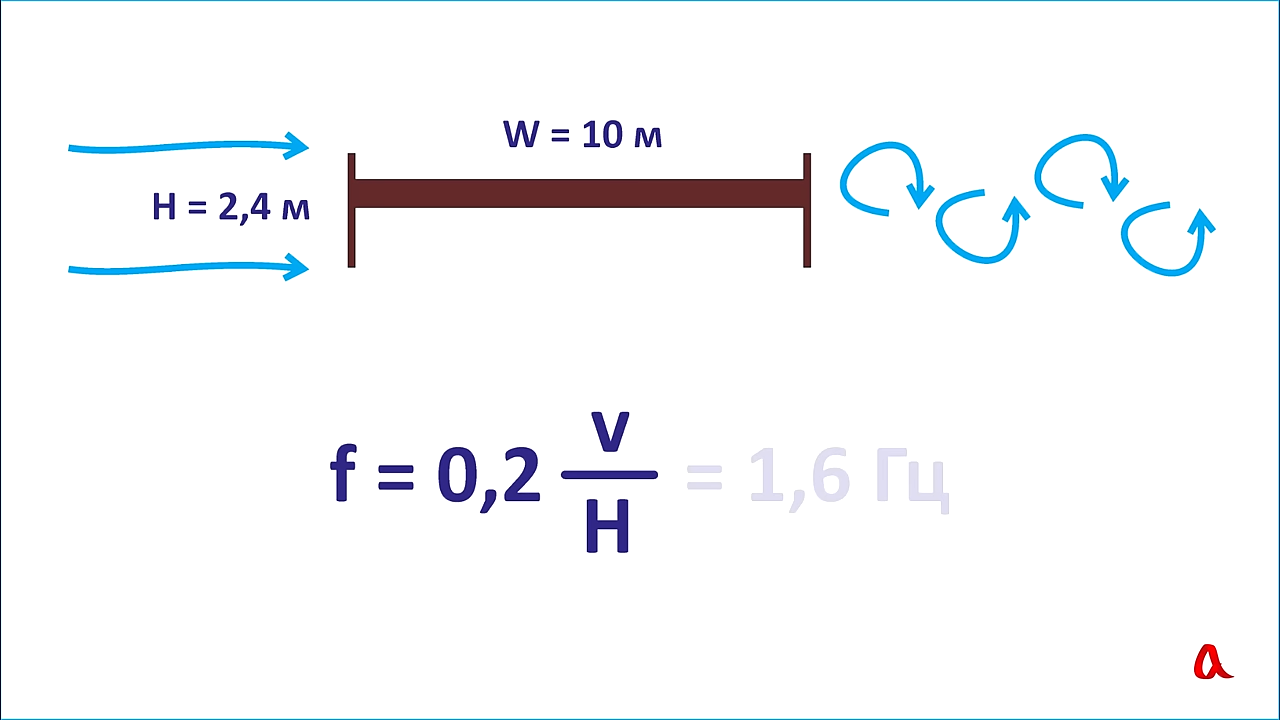 W = 10 м
H = 2,4 м
f = 0,2 v/H = 1,6 Гц
a